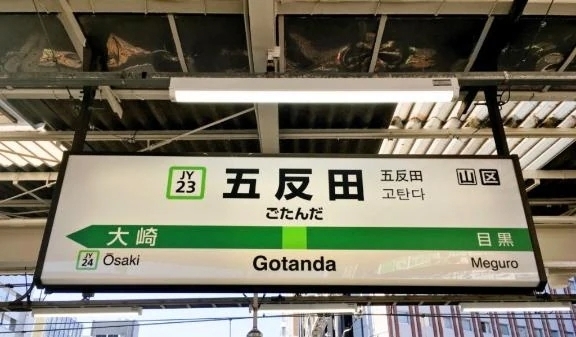 JY
23
五反田
五反田
고탄다
山区
ごたんだ
大崎
目黒
JY
24
Ōsaki
Gotanda
Meguro